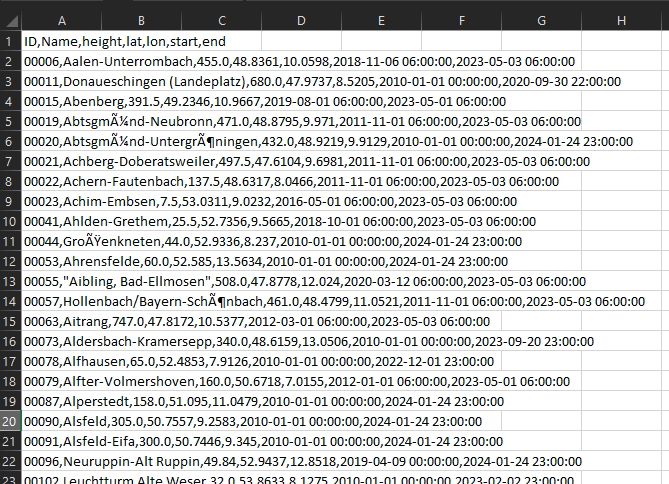 A B C D E F G H
1 ID,Name,height,lat,lon,start,end
2 00006,Aalen-Unterrombach,455.0,48.8361,10.0598,2018-11-06 06:00:00,2023-05-03 06:00:00
3 00011,Donaueschingen (Landeplatz),680.0,47.9737,8.5205,2010-01-01 00:00:00,2020-09-30 22:00:00
4 00015,Abenberg,391.5,49.2346,10.9667,2019-08-01 06:00:00,2023-05-01 06:00:00
5 00019,Abtsgmünd-Neubronn,471.0,48.8795,9.971,2011-11-01 06:00:00,2023-05-03 06:00:00
6 00020,Abtsgmünd-Untergröningen,432.0,48.9219,9.9129,2010-01-01 00:00:00,2024-01-24 23:00:00
7 00021,Achberg-Doberatsweiler,497.5,47.6104,9.6981,2011-11-01 06:00:00,2023-05-03 06:00:00
8 00022,Achern-Fautenbach,137.5,48.6317,8.0466,2011-11-01 06:00:00,2023-05-03 06:00:00
9 00023,Achim-Embsen,7.5,53.0311,9.0232,2016-05-01 06:00:00,2023-05-03 06:00:00
10 00041,Ahlden-Grethem,25.5,52.7356,9.5665,2018-10-01 06:00:00,2023-05-03 06:00:00
11 00044,GroÃŸenkneten,44.0,52.9336,8.237,2010-01-01 00:00:00,2024-01-24 23:00:00
12 00053,Ahrensfelde,60.0,52.585,13.5634,2010-01-01 00:00:00,2024-01-24 23:00:00
13 00055,"Aibling, Bad-Ellmosen",508.0,47.8778,12.024,2020-03-12 06:00:00,2023-05-03 06:00:00
14 00057,Hollenbach/Bayern-Schönbach,461.0,48.4799,11.0521,2011-11-01 06:00:00,2023-05-03 06:00:00
15 00063,Aitrang,747.0,47.8172,10.5377,2012-03-01 06:00:00,2023-05-03 06:00:00
16 00073,Aldersbach-Kramersepp,340.0,48.6159,13.0506,2010-01-01 00:00:00,2023-09-20 23:00:00
17 00078,Alfhausen,65.0,52.4853,7.9126,2010-01-01 00:00:00,2022-12-01 23:00:00
18 00079,Alfter-Volmershoven,160.0,50.6718,7.0155,2012-01-01 06:00:00,2023-05-01 06:00:00
19 00087,Alperstedt,158.0,51.095,11.0479,2010-01-01 00:00:00,2024-01-24 23:00:00
20 00090,Alsfeld,305.0,50.7557,9.2583,2010-01-01 00:00:00,2024-01-24 23:00:00
21 00091,Alsfeld-Eifa,300.0,50.7446,9.345,2010-01-01 00:00:00,2024-01-24 23:00:00
22 00096,Neuruppin-Alt Ruppin,49.84,52.9437,12.8518,2019-04-09 00:00:00,2024-01-24 23:00:00
23 00102,Leuchtturm Alte Weser,32.0,53.8633,8.1275,2010-01-01 00:00:00,2023-02-02 23:00:00